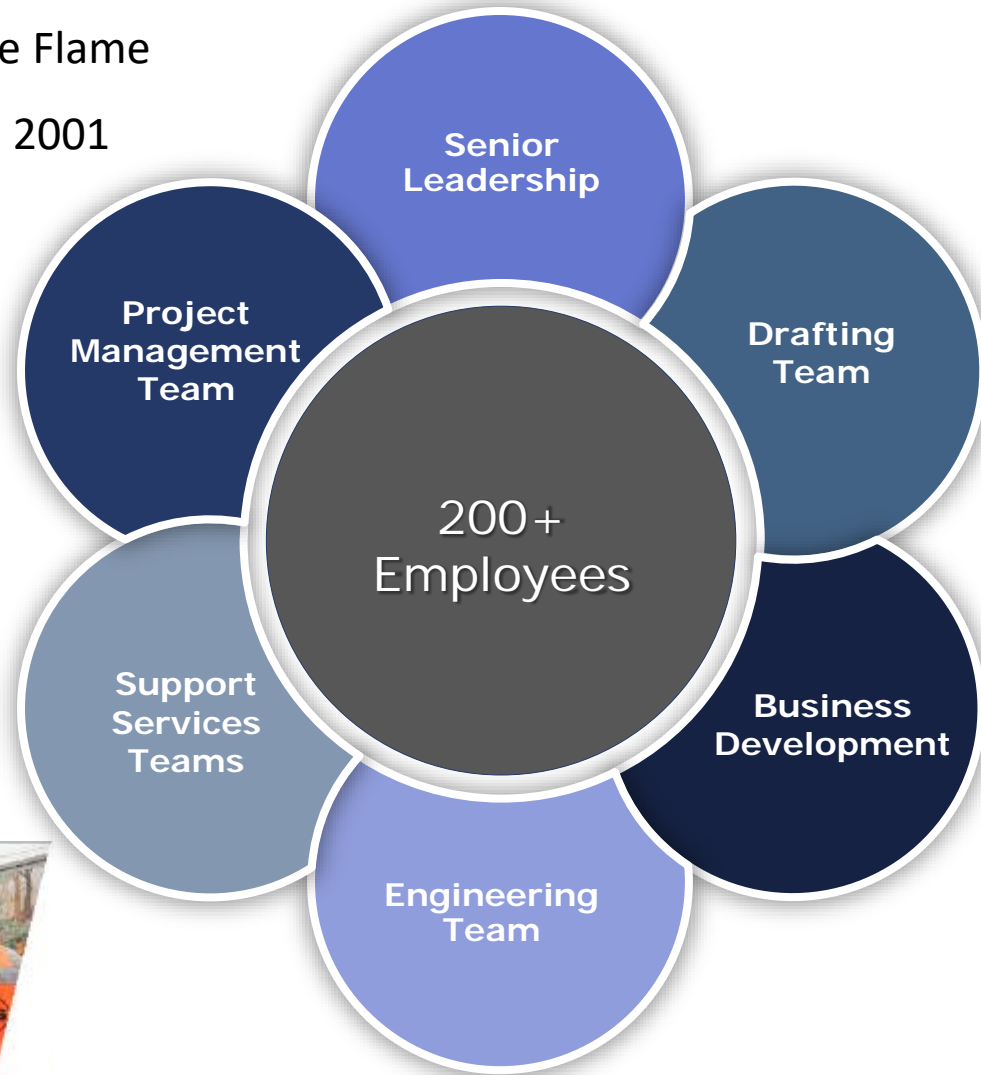 e Flame
2001
Senior
Leadership
Drafting
Team
Business
Development
Engineering
Team
Support
Services
Teams
Project
Management
Team
200+
Employees